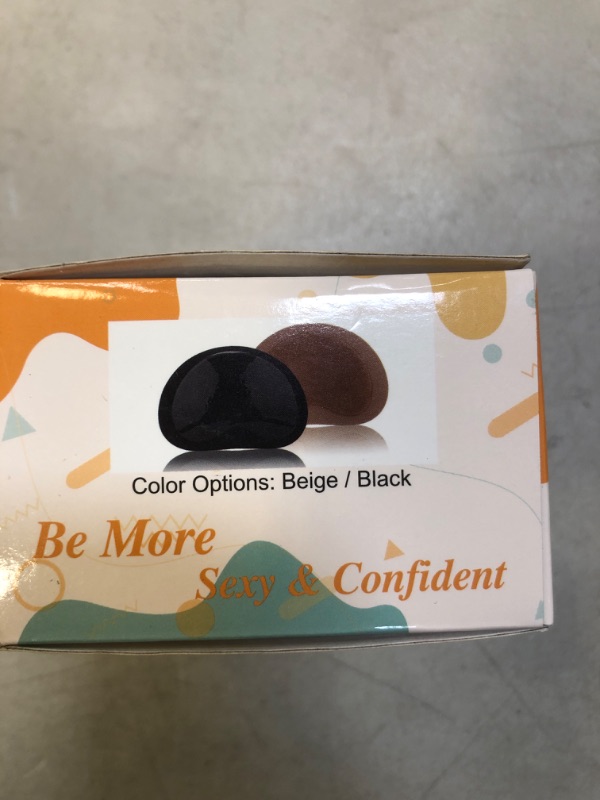 Color Options: Beige / Black
Be More
Sexy & Confident